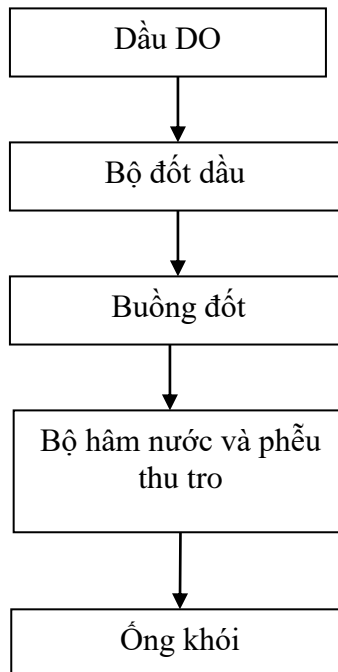 Dầu DO
Bộ đốt dầu
Buồng đốt
Bộ hâm nước và phễu
thu tro
Ống khói